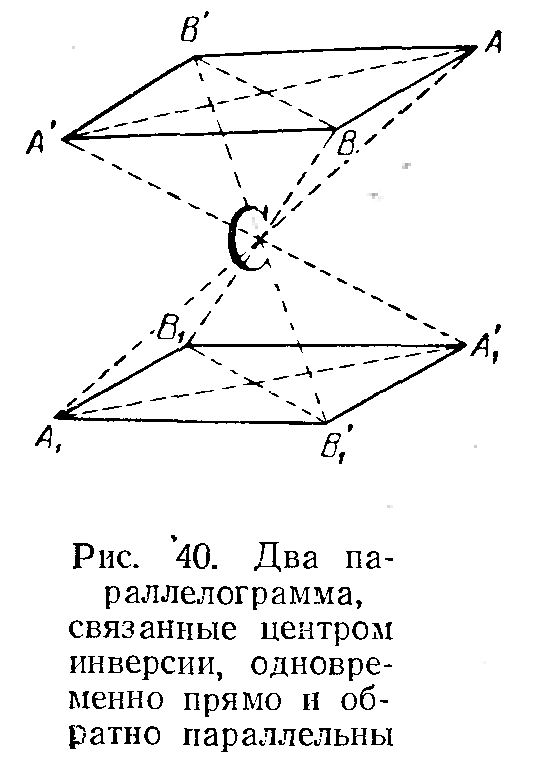 B'
A
A'
B
C
B₁
A₁'
A₁
B₁'
Рис. 40. Два па-
раллелограмма,
связанные центром
инверсии, одновре-
менно прямо и об-
ратно параллельны